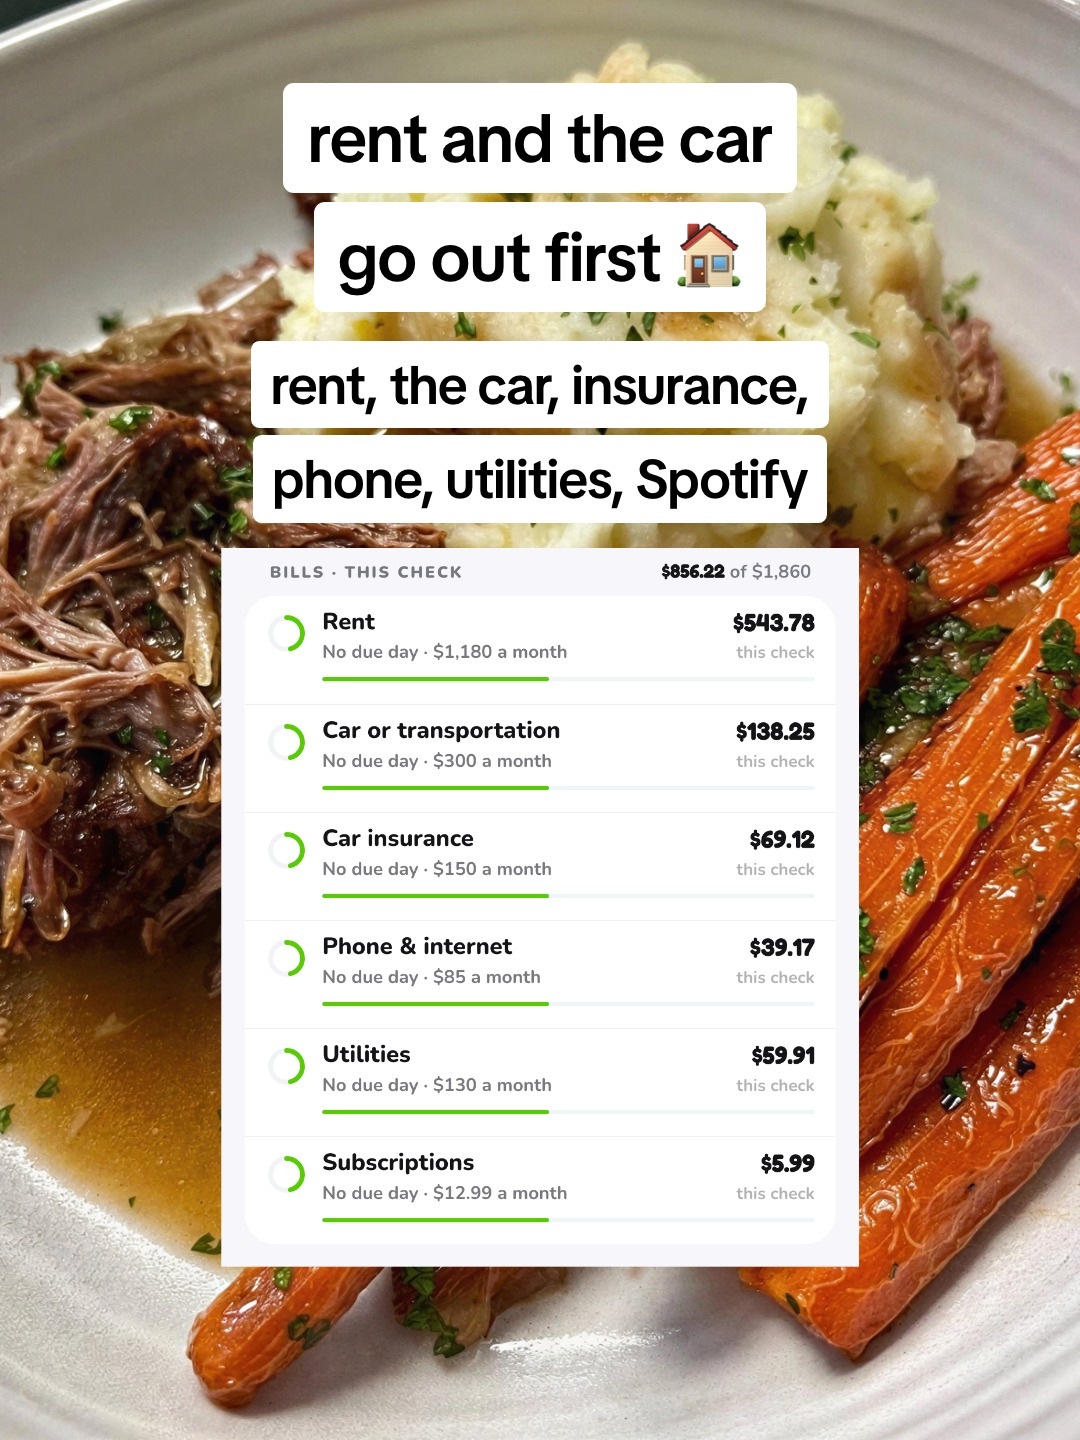 rent and the car
go out first 🏠
rent, the car, insurance,
phone, utilities, Spotify
BILLS · THIS CHECK
$856.22 of $1,860
Rent
$543.78
No due day · $1,180 a month
this check
Car or transportation
$138.25
No due day · $300 a month
this check
Car insurance
$69.12
No due day · $150 a month
this check
Phone & internet
$39.17
No due day · $85 a month
this check
Utilities
$59.91
No due day · $130 a month
this check
Subscriptions
$5.99
No due day · $12.99 a month
this check